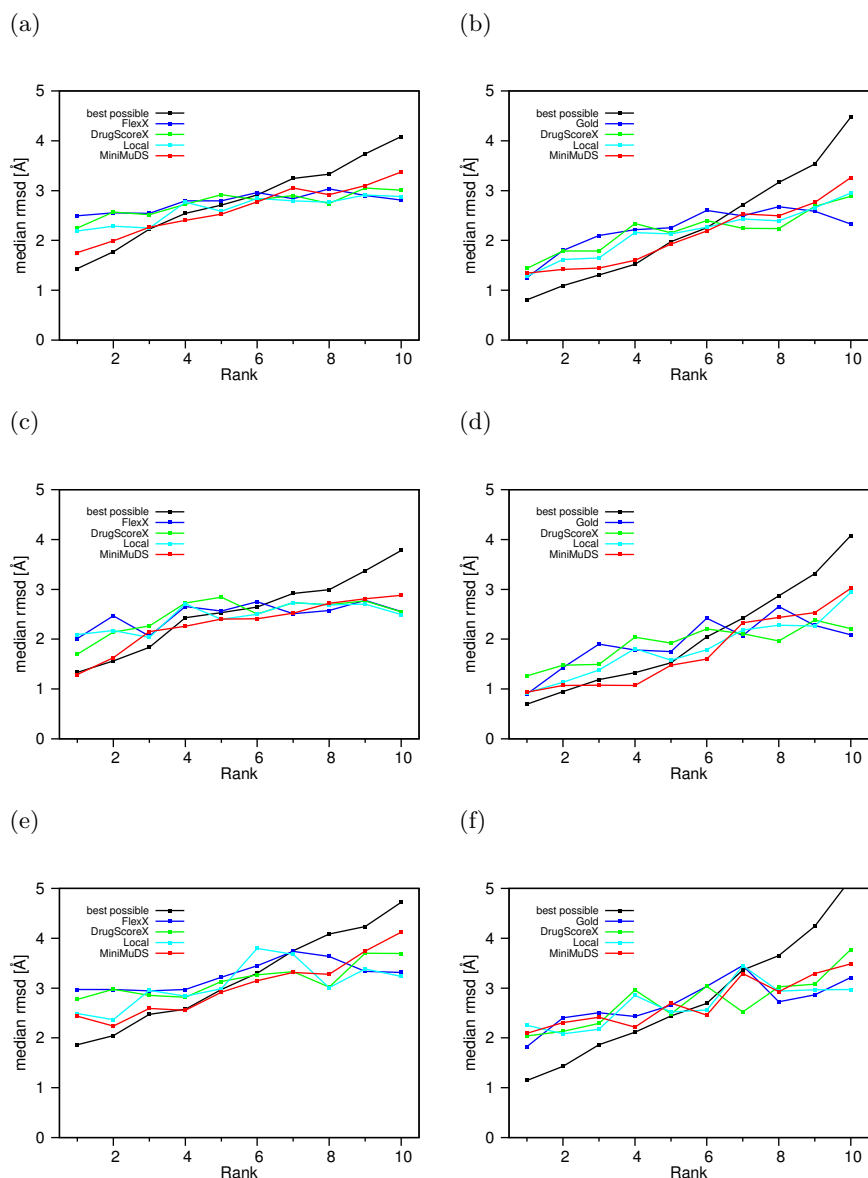 (a)
(b)
5
4
3
2
1
0
median rmsd [Å]
best possible
FlexX
DrugScoreX
Local
MiniMuDS
2 4 6 8 10
Rank
5
4
3
2
1
0
median rmsd [Å]
best possible
Gold
DrugScoreX
Local
MiniMuDS
2 4 6 8 10
Rank
(c)
(d)
5
4
3
2
1
0
median rmsd [Å]
best possible
FlexX
DrugScoreX
Local
MiniMuDS
2 4 6 8 10
Rank
5
4
3
2
1
0
median rmsd [Å]
best possible
Gold
DrugScoreX
Local
MiniMuDS
2 4 6 8 10
Rank
(e)
(f)
5
4
3
2
1
0
median rmsd [Å]
best possible
FlexX
DrugScoreX
Local
MiniMuDS
2 4 6 8 10
Rank
5
4
3
2
1
0
median rmsd [Å]
best possible
Gold
DrugScoreX
Local
MiniMuDS
2 4 6 8 10
Rank